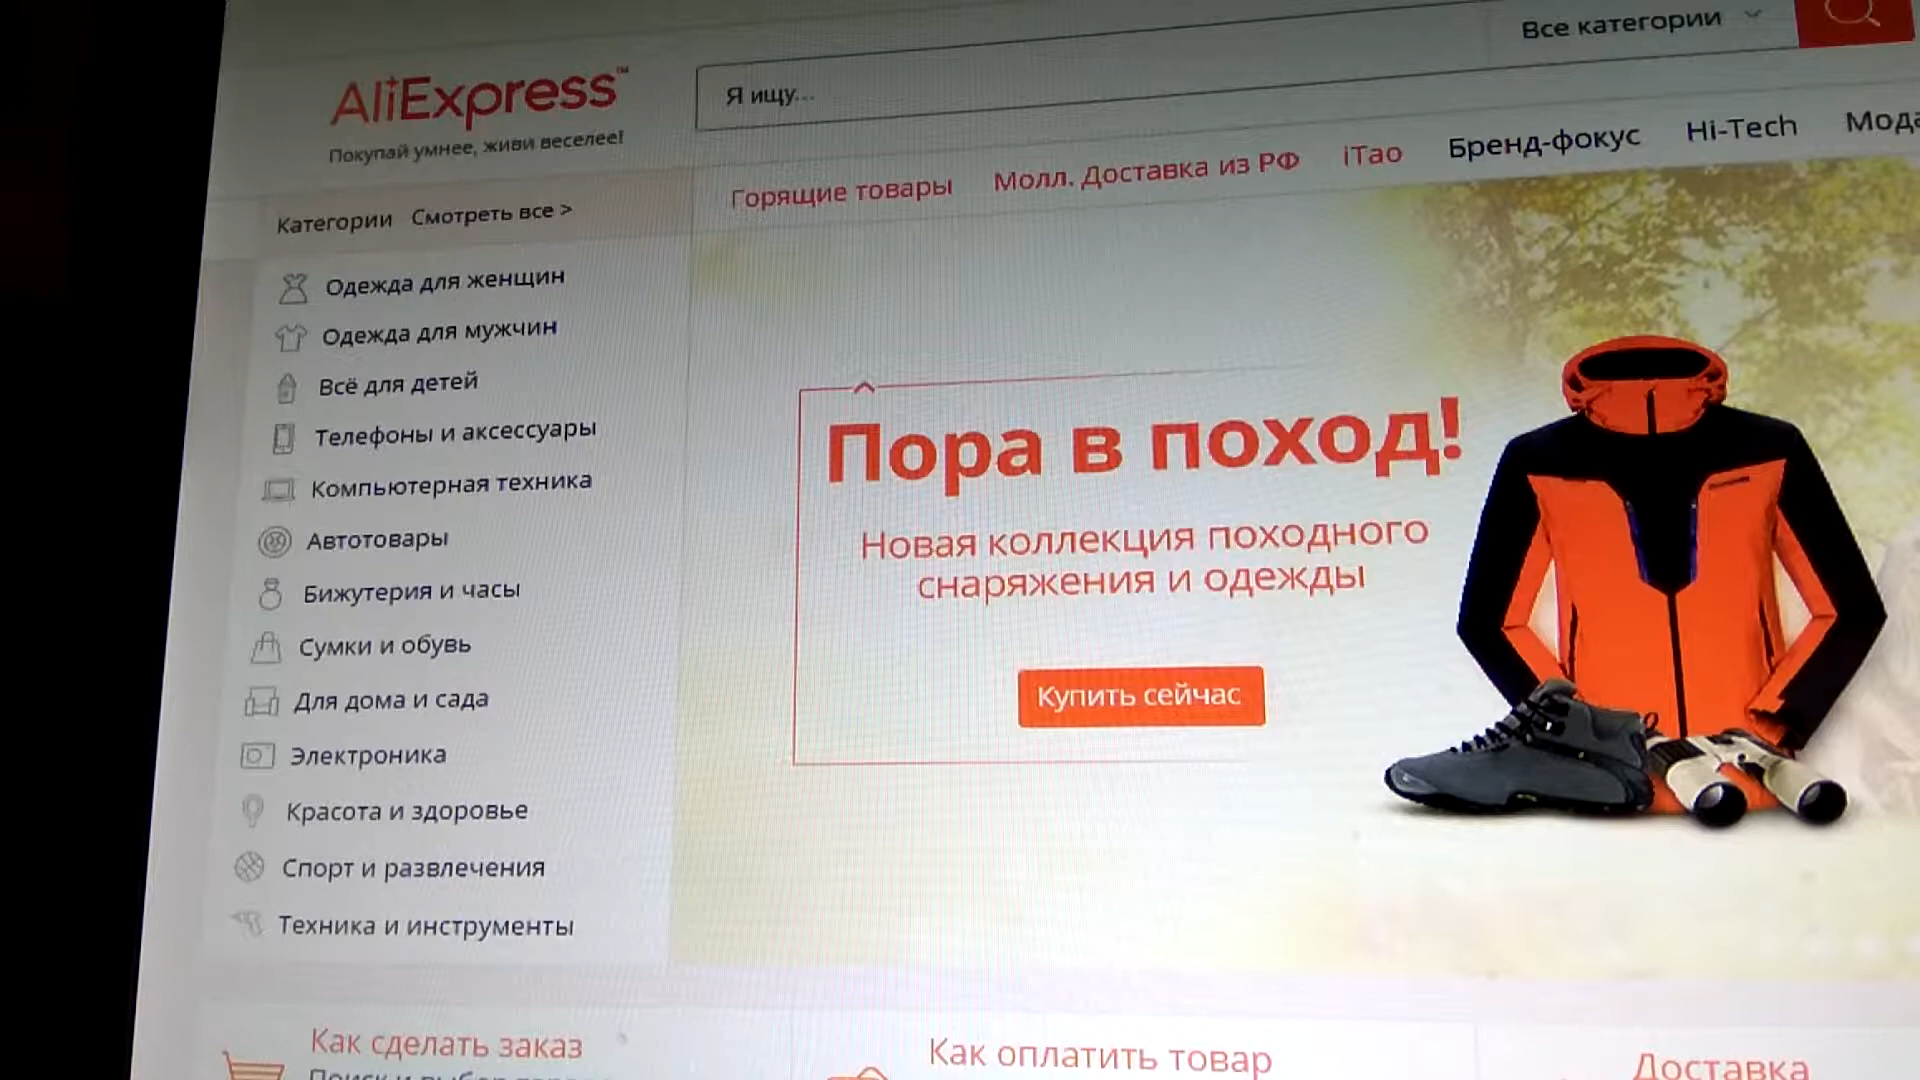 AliExpress™
Покупай умнее, живи веселее!
Я ищу...
Все категории
Горящие товары
Молл. Доставка из РФ
iTao
Бренд-фокус
Hi-Tech
Мода
Категории Смотреть все >
Одежда для женщин
Одежда для мужчин
Всё для детей
Телефоны и аксессуары
Компьютерная техника
Автотовары
Бижутерия и часы
Сумки и обувь
Для дома и сада
Электроника
Красота и здоровье
Спорт и развлечения
Техника и инструменты
Пора в поход!
Новая коллекция походного
снаряжения и одежды
Купить сейчас
Как сделать заказ
Как оплатить товар
Доставка